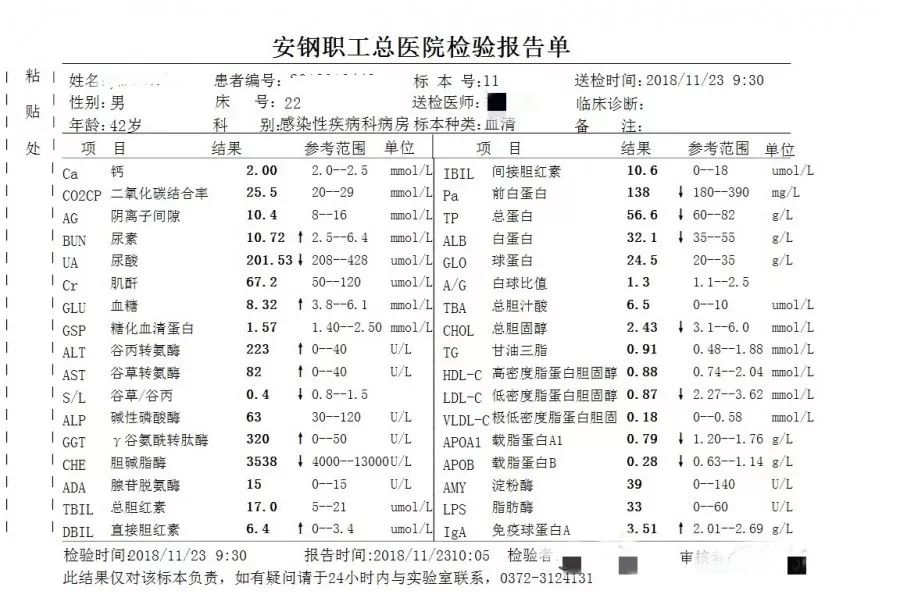 安钢职工总医院检验报告单
粘贴处
姓名: 患者编号: 标 本 号:11 送检时间:2018/11/23 9:30
性别:男 床 号:22 送检医师: 临床诊断:
年龄:42岁 科 别:感染性疾病科病房 标本种类:血清 备 注:
项 目 结果 参考范围 单位 项 目 结果 参考范围 单位
Ca 钙 2.00 2.0--2.5 mmol/L IBIL 间接胆红素 10.6 0--18 umol/L
CO2CP 二氧化碳结合率 25.5 20--29 mmol/L Pa 前白蛋白 138 ↓ 180--390 mg/L
AG 阴离子间隙 10.4 8--16 mmol/L TP 总蛋白 56.6 ↓ 60--82 g/L
BUN 尿素 10.72 ↑ 2.5--6.4 mmol/L ALB 白蛋白 32.1 ↓ 35--55 g/L
UA 尿酸 201.53 ↓ 208--428 umol/L GLO 球蛋白 24.5 20--35 g/L
Cr 肌酐 67.2 50--120 umol/L A/G 白球比值 1.3 1.1--2.5
GLU 血糖 8.32 ↑ 3.8--6.1 mmol/L TBA 总胆汁酸 6.5 0--10 umol/L
GSP 糖化血清蛋白 1.57 1.40--2.50 mmol/L CHOL 总胆固醇 2.43 ↓ 3.1--6.0 mmol/L
ALT 谷丙转氨酶 223 ↑ 0--40 U/L TG 甘油三脂 0.91 0.48--1.88 mmol/L
AST 谷草转氨酶 82 ↑ 0--40 U/L HDL-C 高密度脂蛋白胆固醇 0.88 0.74--2.04 mmol/L
S/L 谷草/谷丙 0.4 ↓ 0.8--1.5 LDL-C 低密度脂蛋白胆固醇 0.87 ↓ 2.27--3.62 mmol/L
ALP 碱性磷酸酶 63 30--120 U/L VLDL-C 极低密度脂蛋白胆固 0.18 0--0.58 mmol/L
GGT γ谷氨酰转肽酶 320 ↑ 0--50 U/L APOA1 载脂蛋白A1 0.79 ↓ 1.20--1.76 g/L
CHE 胆碱脂酶 3538 ↓ 4000--13000 U/L APOB 载脂蛋白B 0.28 ↓ 0.63--1.14 g/L
ADA 腺苷脱氨酶 15 0--15 U/L AMY 淀粉酶 39 0--140 U/L
TBIL 总胆红素 17.0 5--21 umol/L LPS 脂肪酶 33 0--60 U/L
DBIL 直接胆红素 6.4 ↑ 0--3.4 umol/L IgA 免疫球蛋白A 3.51 ↑ 2.01--2.69 g/L
检验时间:2018/11/23 9:30 报告时间:2018/11/2310:05 检验者: 审核者:
此结果仅对该标本负责，如有疑问请于24小时内与实验室联系，0372-3124131